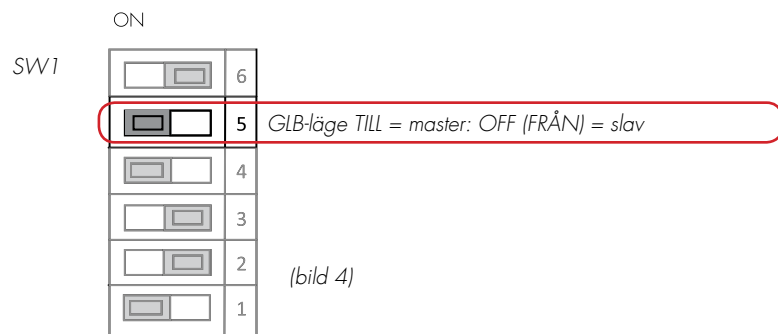 ON
SW1
6
5 GLB-läge TILL = master: OFF (FRÅN) = slav
4
3
2
(bild 4)
1